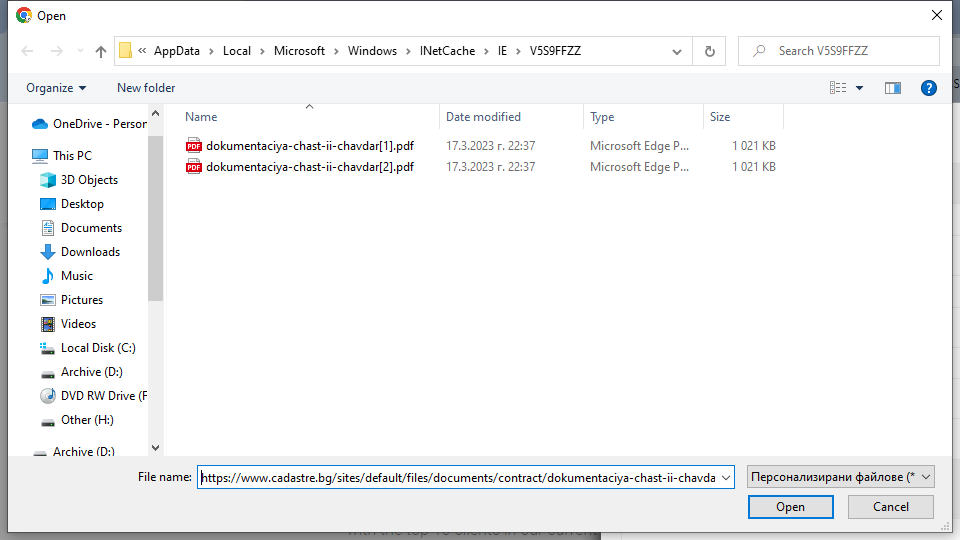 Open
« AppData > Local > Microsoft > Windows > INetCache > IE > V5S9FFZZ
Search V5S9FFZZ
Organize
New folder
Name
Date modified
Type
Size
PDF dokumentaciya-chast-ii-chavdar[1].pdf 17.3.2023 г. 22:37 Microsoft Edge P... 1 021 KB
PDF dokumentaciya-chast-ii-chavdar[2].pdf 17.3.2023 г. 22:37 Microsoft Edge P... 1 021 KB
OneDrive - Person
This PC
3D Objects
Desktop
Documents
Downloads
Music
Pictures
Videos
Local Disk (C:)
Archive (D:)
DVD RW Drive (F
Other (H:)
Archive (D:)
File name: https://www.cadastre.bg/sites/default/files/documents/contract/dokumentaciya-chast-ii-chavda
Персонализирани файлове (*
Open
Cancel